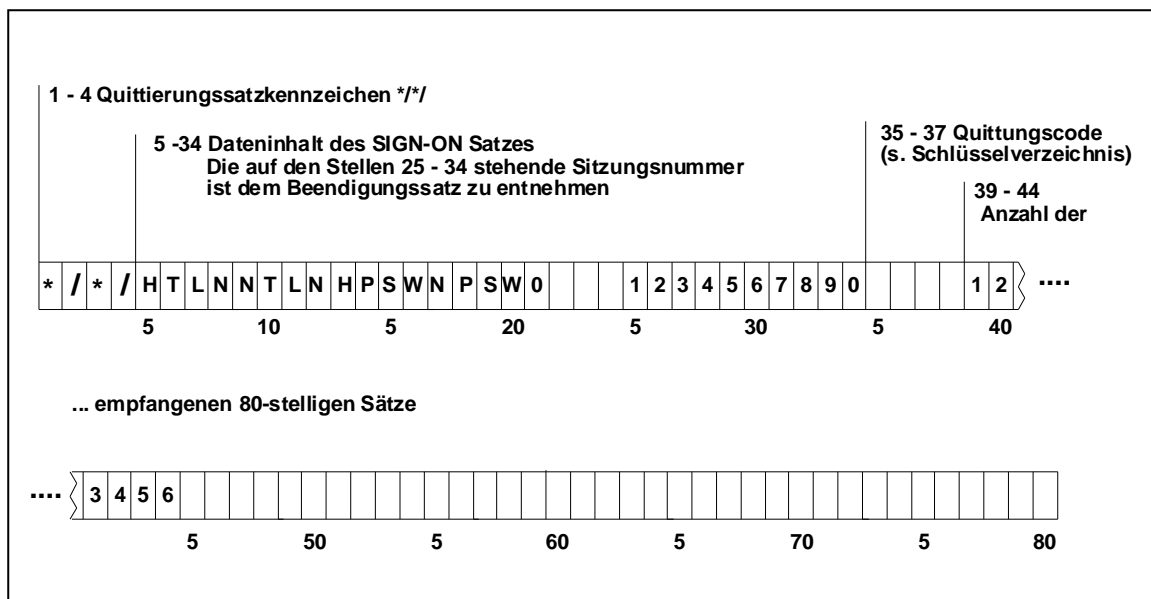 1 - 4 Quittierungssatzkennzeichen */*/
5 -34 Dateninhalt des SIGN-ON Satzes
Die auf den Stellen 25 - 34 stehende Sitzungsnummer
ist dem Beendigungssatz zu entnehmen
35 - 37 Quittungscode
(s. Schlüsselverzeichnis)
39 - 44
Anzahl der
* / * / H T L N N T L N H P S W N P S W 0 1 2 3 4 5 6 7 8 9 0 1 2 ....
5 10 5 20 5 30 5 40
... empfangenen 80-stelligen Sätze
.... 3 4 5 6
5 50 5 60 5 70 5 80